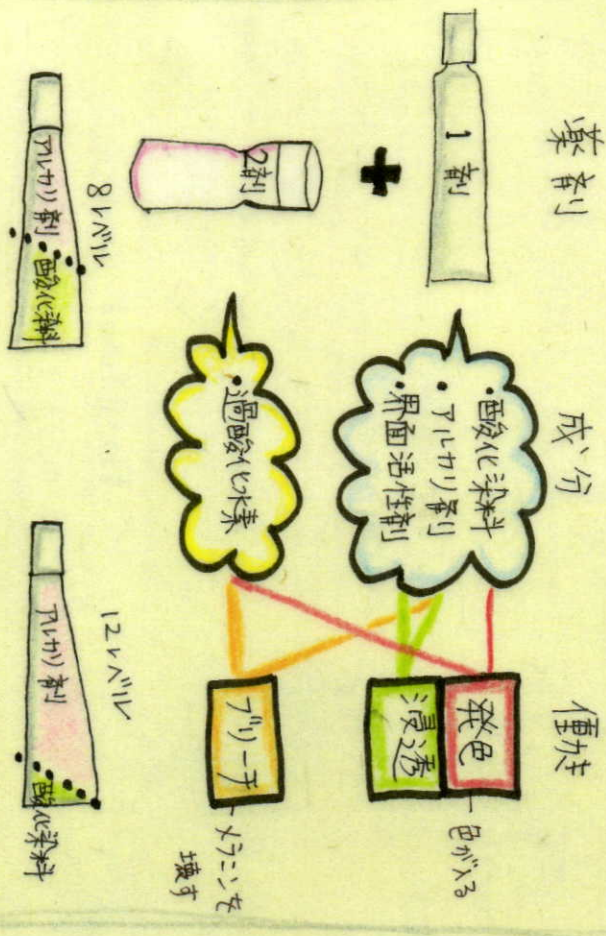 薬剤
成分
働き
1剤
2剤
・酸化染料
・アルカリ剤
・界面活性剤
・過酸化水素
発色
浸透
ブリーチ
色が入る
メラニンを
壊す
8レベル
アルカリ剤
酸化染料
12レベル
アルカリ剤
酸化染料